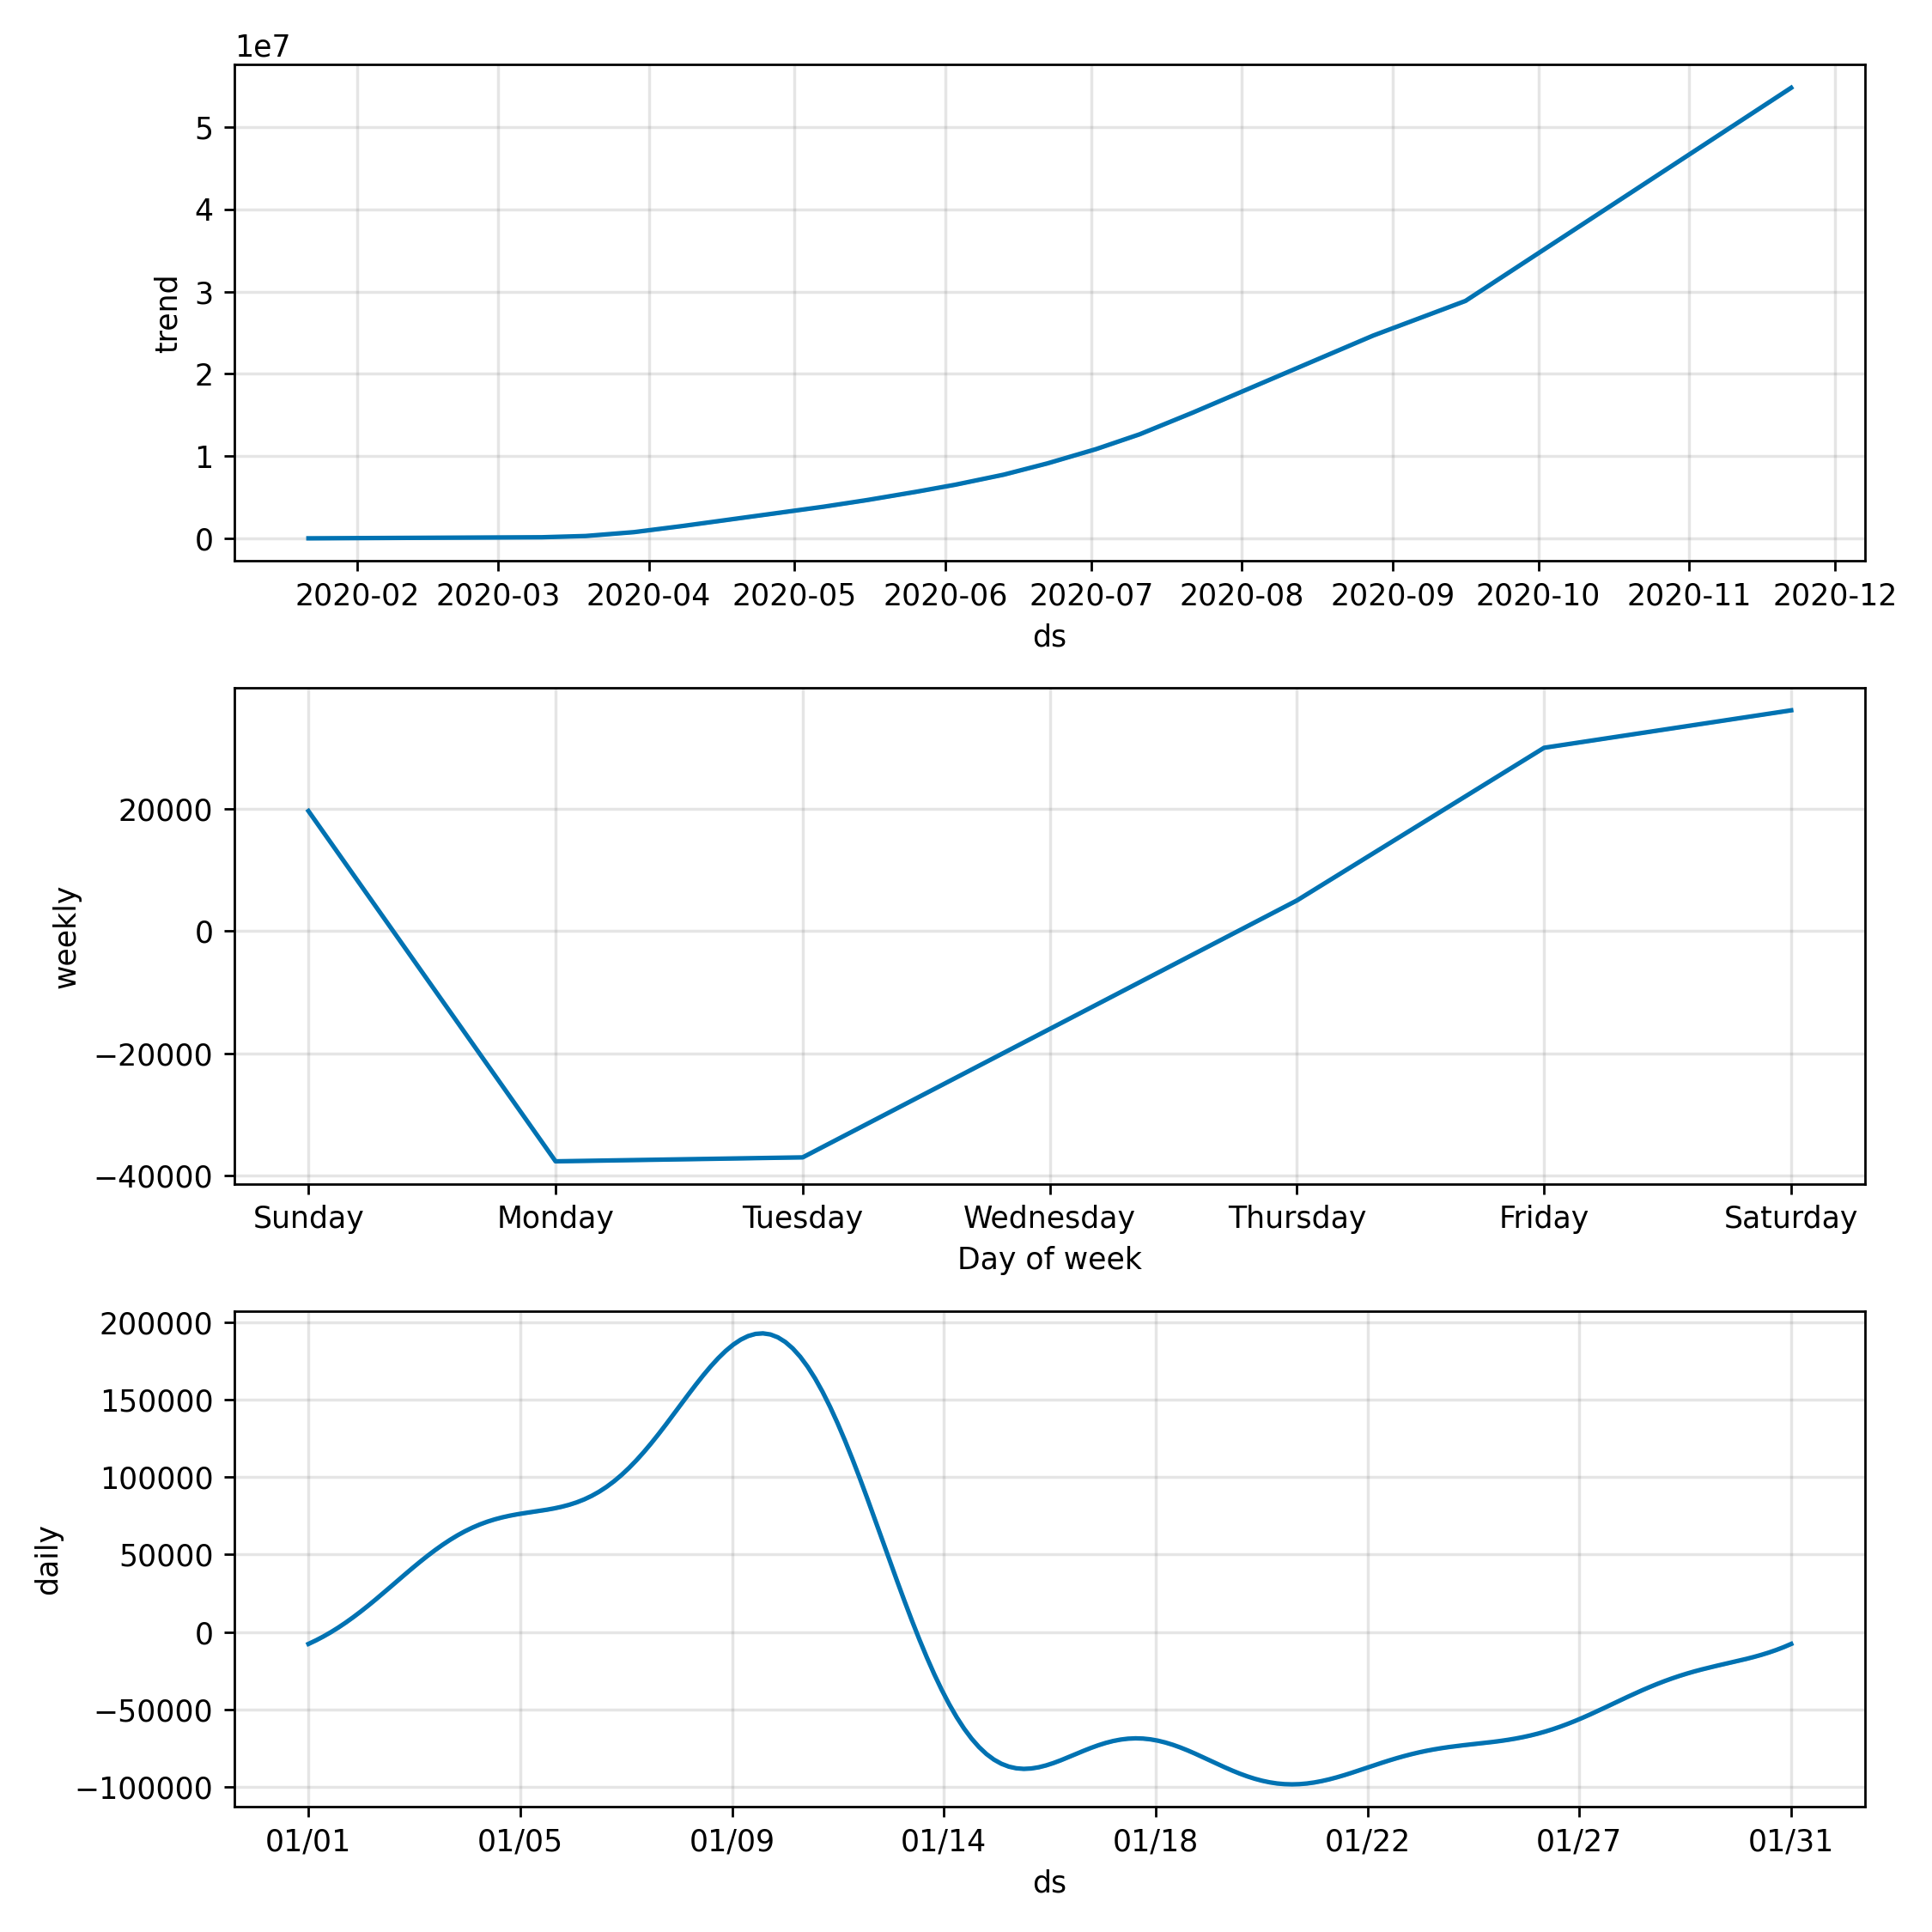 1e7
5
4
3
2
1
0
trend
2020-02 2020-03 2020-04 2020-05 2020-06 2020-07 2020-08 2020-09 2020-10 2020-11 2020-12
ds
20000
0
−20000
−40000
weekly
Sunday Monday Tuesday Wednesday Thursday Friday Saturday
Day of week
200000
150000
100000
50000
0
−50000
−100000
daily
01/01 01/05 01/09 01/14 01/18 01/22 01/27 01/31
ds